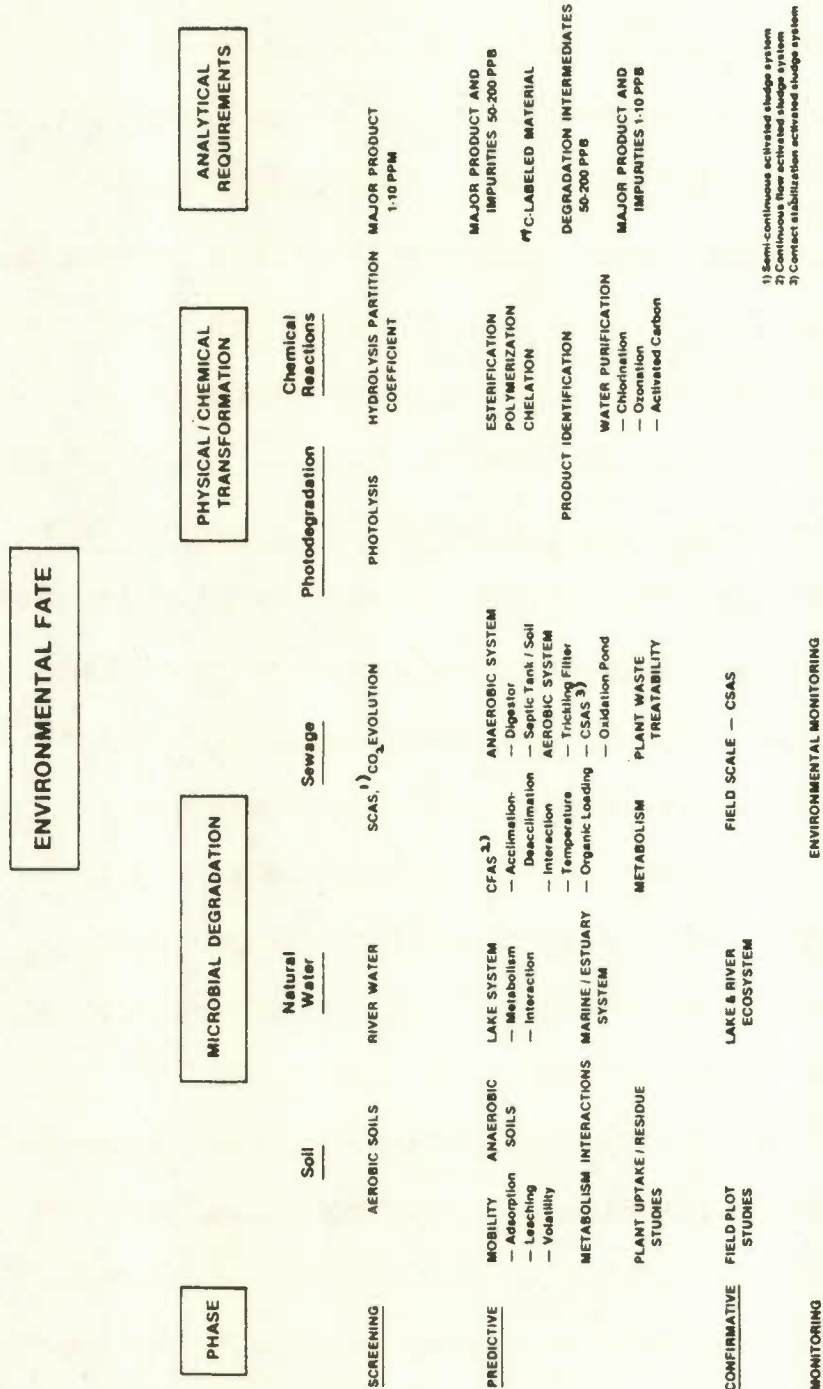 ENVIRONMENTAL FATE
PHASE
MICROBIAL DEGRADATION
PHYSICAL / CHEMICAL
TRANSFORMATION
ANALYTICAL
REQUIREMENTS
Soil
Natural
Water
Sewage
Photodegradation
Chemical
Reactions
SCREENING
AEROBIC SOILS
RIVER WATER
SCAS,1) CO2 EVOLUTION
PHOTOLYSIS
HYDROLYSIS PARTITION
COEFFICIENT
MAJOR PRODUCT
1-10 PPM
PREDICTIVE
MOBILITY
— Adsorption
— Leaching
— Volatility
ANAEROBIC
SOILS
METABOLISM INTERACTIONS
PLANT UPTAKE / RESIDUE
STUDIES
LAKE SYSTEM
— Metabolism
— Interaction
MARINE / ESTUARY
SYSTEM
CFAS 2)
— Acclimation-
Deacclimation
— Interaction
— Temperature
— Organic Loading
METABOLISM
ANAEROBIC SYSTEM
— Digestor
— Septic Tank / Soil
AEROBIC SYSTEM
— Trickling Filter
— CSAS 3)
— Oxidation Pond
PLANT WASTE
TREATABILITY
ESTERIFICATION
POLYMERIZATION
CHELATION
PRODUCT IDENTIFICATION
WATER PURIFICATION
— Chlorination
— Ozonation
— Activated Carbon
MAJOR PRODUCT AND
IMPURITIES 50-200 PPB
14C-LABELED MATERIAL
DEGRADATION INTERMEDIATES
50-200 PPB
MAJOR PRODUCT AND
IMPURITIES 1-10 PPB
CONFIRMATIVE
FIELD PLOT
STUDIES
LAKE & RIVER
ECOSYSTEM
FIELD SCALE — CSAS
MONITORING
ENVIRONMENTAL MONITORING
1) Semi-continuous activated sludge system
2) Continuous flow activated sludge system
3) Contact stabilization activated sludge system